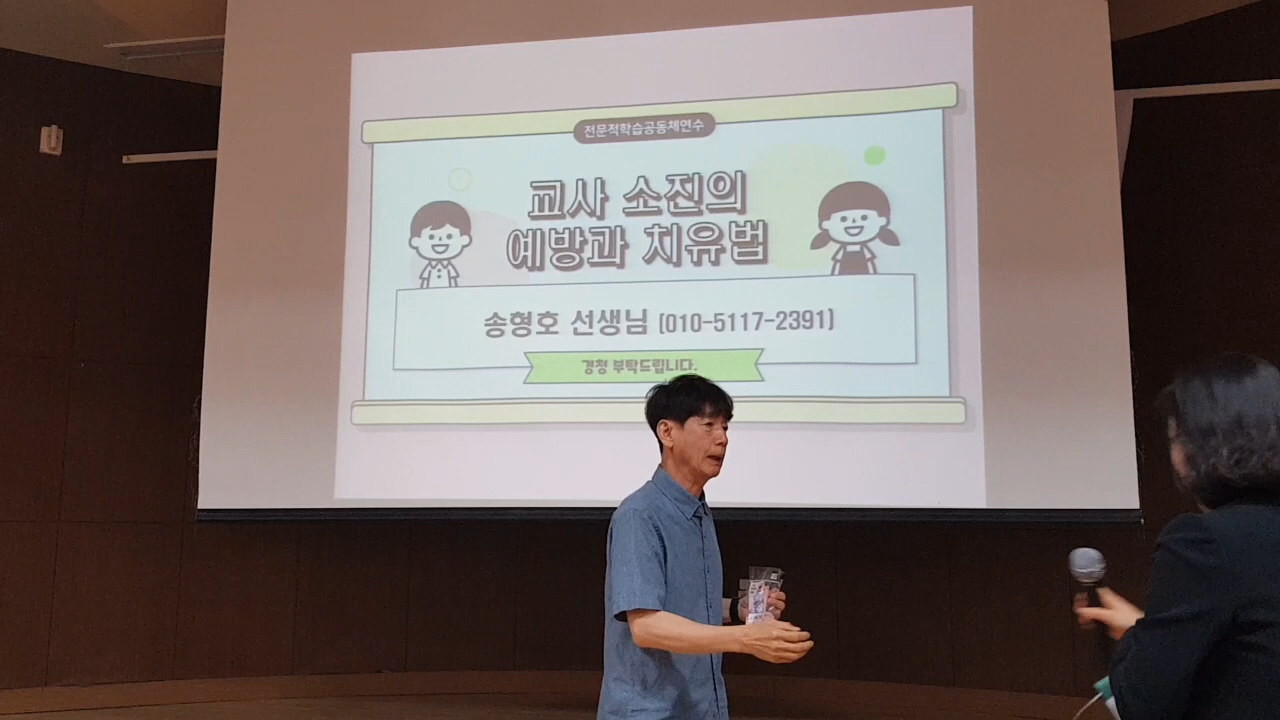 전문적학습공동체연수
교사 소진의
예방과 치유법
송형호 선생님 (010-5117-2391)
경청 부탁드립니다.